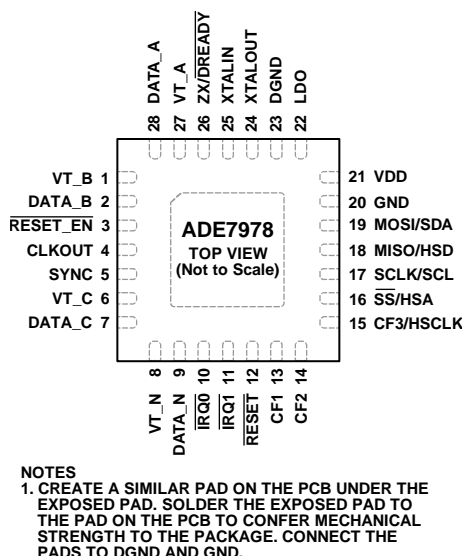 28 DATA_A
27 VT_A
26 ZX/DREADY
25 XTALIN
24 XTALOUT
23 DGND
22 LDO
VT_B 1
DATA_B 2
RESET_EN 3
CLKOUT 4
SYNC 5
VT_C 6
DATA_C 7
ADE7978
TOP VIEW
(Not to Scale)
21 VDD
20 GND
19 MOSI/SDA
18 MISO/HSD
17 SCLK/SCL
16 SS/HSA
15 CF3/HSCLK
VT_N 8
DATA_N 9
IRQ0 10
IRQ1 11
RESET 12
CF1 13
CF2 14
NOTES
1. CREATE A SIMILAR PAD ON THE PCB UNDER THE
EXPOSED PAD. SOLDER THE EXPOSED PAD TO
THE PAD ON THE PCB TO CONFER MECHANICAL
STRENGTH TO THE PACKAGE. CONNECT THE
PADS TO DGND AND GND.